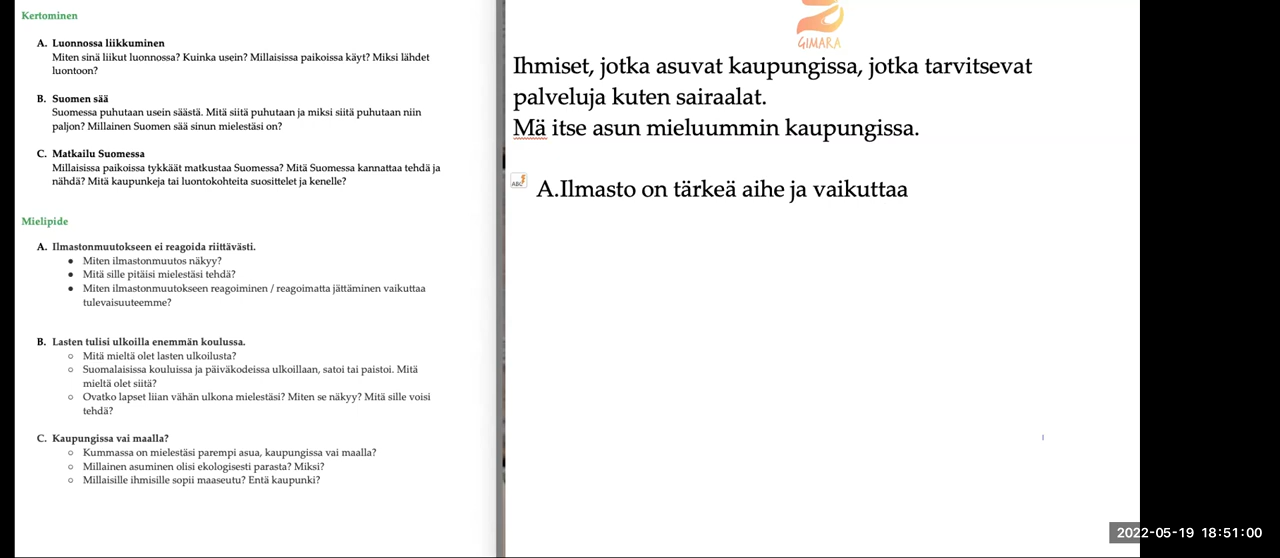 Kertominen
A. Luonnossa liikkuminen
Miten sinä liikut luonnossa? Kuinka usein? Millaisissa paikoissa käyt? Miksi lähdet
luontoon?
B. Suomen sää
Suomessa puhutaan usein säästä. Mitä siitä puhutaan ja miksi siitä puhutaan niin
paljon? Millainen Suomen sää sinun mielestäsi on?
C. Matkailu Suomessa
Millaisissa paikoissa tykkäät matkustaa Suomessa? Mitä Suomessa kannattaa tehdä ja
nähdä? Mitä kaupunkeja tai luontokohteita suosittelet ja kenelle?
Mielipide
A. Ilmastonmuutokseen ei reagoida riittävästi.
● Miten ilmastonmuutos näkyy?
● Mitä sille pitäisi mielestäsi tehdä?
● Miten ilmastonmuutokseen reagoiminen / reagoimatta jättäminen vaikuttaa
tulevaisuuteemme?
B. Lasten tulisi ulkoilla enemmän koulussa.
○ Mitä mieltä olet lasten ulkoilusta?
○ Suomalaisissa kouluissa ja päiväkodeissa ulkoillaan, satoi tai paistoi. Mitä
mieltä olet siitä?
○ Ovatko lapset liian vähän ulkona mielestäsi? Miten se näkyy? Mitä sille voisi
tehdä?
C. Kaupungissa vai maalla?
○ Kummassa on mielestäsi parempi asua, kaupungissa vai maalla?
○ Millainen asuminen olisi ekologisesti parasta? Miksi?
○ Millaisille ihmisille sopii maaseutu? Entä kaupunki?
GIMARA
Ihmiset, jotka asuvat kaupungissa, jotka tarvitsevat
palveluja kuten sairaalat.
Mä itse asun mieluummin kaupungissa.
ABC
A.Ilmasto on tärkeä aihe ja vaikuttaa
2022-05-19 18:51:00